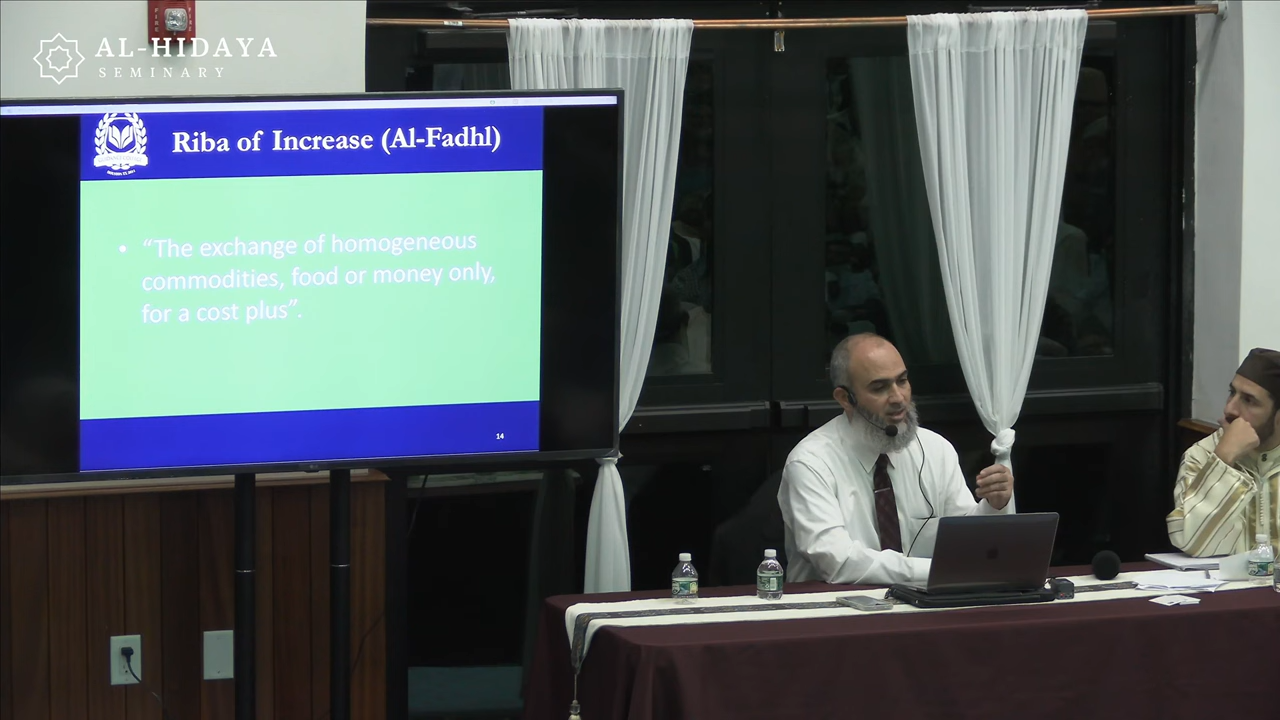 AL-HIDAYA
SEMINARY
FIRE
Riba of Increase (Al-Fadhl)
• “The exchange of homogeneous
commodities, food or money only,
for a cost plus”.
14